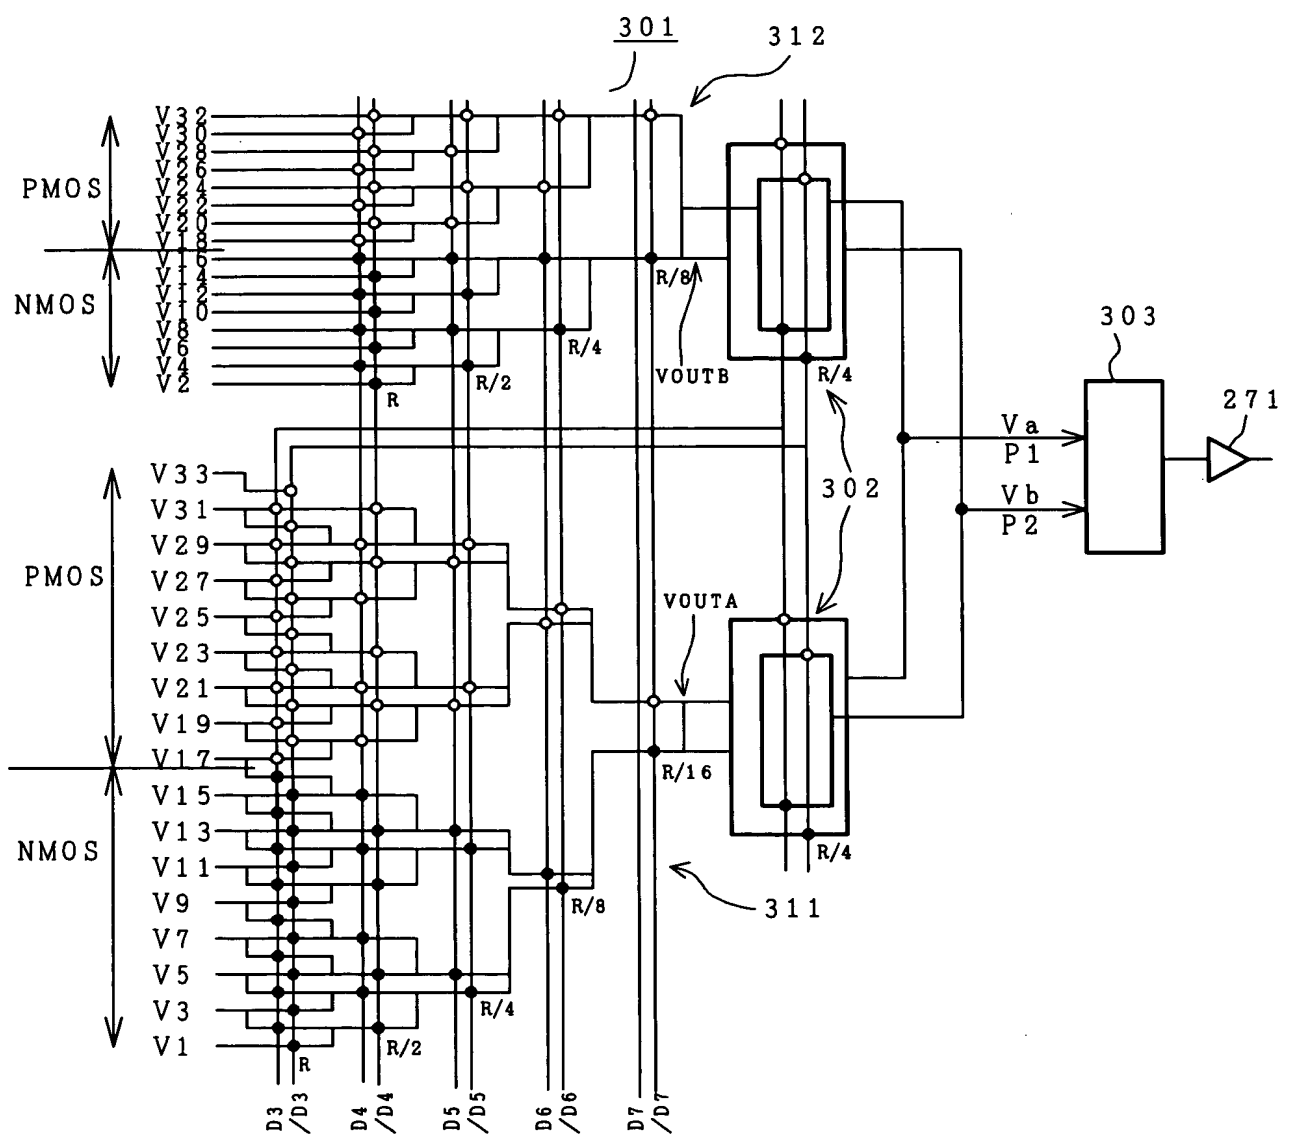 301
312
V32
V30
V28
V26
V24
V22
V20
V18
V16
V14
V12
V10
V8
V6
V4
V2
PMOS
NMOS
R
R/2
R/4
R/8
VOUTB
R/4
302
303
271
Va
P1
Vb
P2
V33
V31
V29
V27
V25
V23
V21
V19
V17
V15
V13
V11
V9
V7
V5
V3
V1
PMOS
NMOS
VOUTA
R/16
R/4
311
R/8
R/4
R/2
R
D3
/D3
D4
/D4
D5
/D5
D6
/D6
D7
/D7